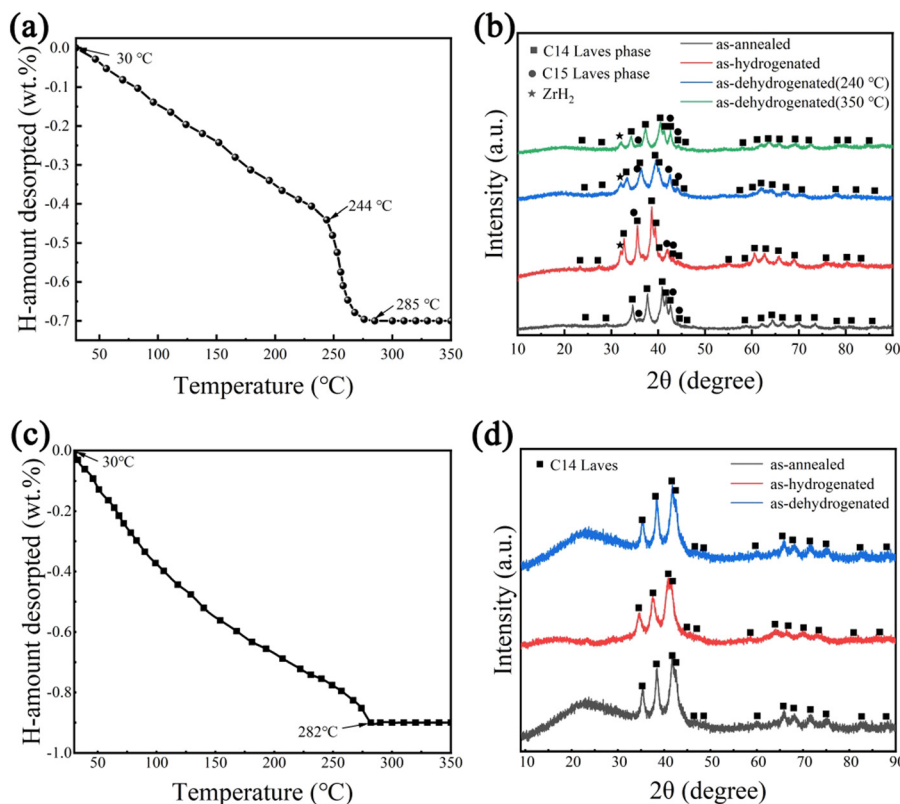 (a)
H-amount desorpted (wt.%)
0.0
-0.1
-0.2
-0.3
-0.4
-0.5
-0.6
-0.7
30 ℃
244 ℃
285 ℃
50 100 150 200 250 300 350
Temperature (℃)
(b)
Intensity (a.u.)
■ C14 Laves phase
● C15 Laves phase
★ ZrH₂
as-annealed
as-hydrogenated
as-dehydrogenated(240 ℃)
as-dehydrogenated(350 ℃)
10 20 30 40 50 60 70 80 90
2θ (degree)
(c)
H-amount desorpted (wt.%)
0.0
-0.2
-0.4
-0.6
-0.8
-1.0
30℃
282℃
50 100 150 200 250 300 350
Temperature (℃)
(d)
Intensity (a.u.)
■ C14 Laves
as-annealed
as-hydrogenated
as-dehydrogenated
10 20 30 40 50 60 70 80 90
2θ (degree)